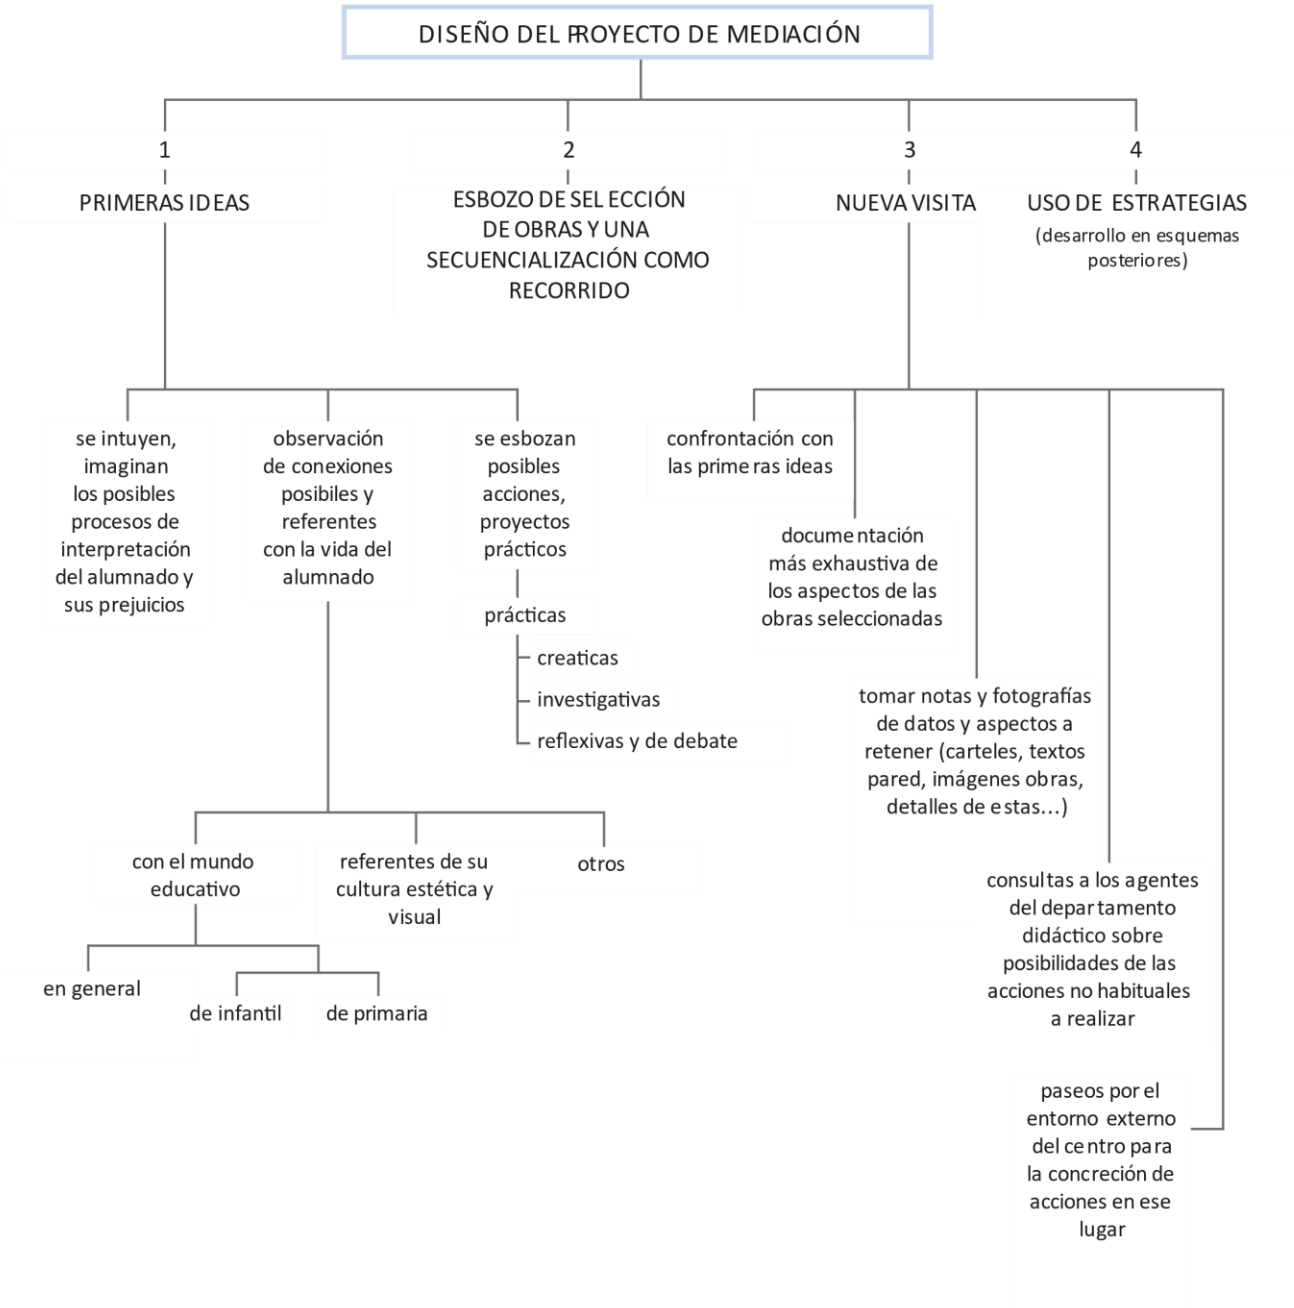 DISEÑO DEL PROYECTO DE MEDIACIÓN
1
PRIMERAS IDEAS
2
ESBOZO DE SELECCIÓN
DE OBRAS Y UNA
SECUENCIALIZACIÓN COMO
RECORRIDO
3
NUEVA VISITA
4
USO DE ESTRATEGIAS
(desarrollo en esquemas
posteriores)
se intuyen,
imaginan
los posibles
procesos de
interpretación
del alumnado y
sus prejuicios
observación
de conexiones
posibiles y
referentes
con la vida del
alumnado
se esbozan
posibles
acciones,
proyectos
prácticos
prácticas
creaticas
investigativas
reflexivas y de debate
con el mundo
educativo
referentes de su
cultura estética y
visual
otros
en general
de infantil
de primaria
confrontación con
las primeras ideas
documentación
más exhaustiva de
los aspectos de las
obras seleccionadas
tomar notas y fotografías
de datos y aspectos a
retener (carteles, textos
pared, imágenes obras,
detalles de estas...)
consultas a los agentes
del departamento
didáctico sobre
posibilidades de las
acciones no habituales
a realizar
paseos por el
entorno externo
del centro para
la concreción de
acciones en ese
lugar